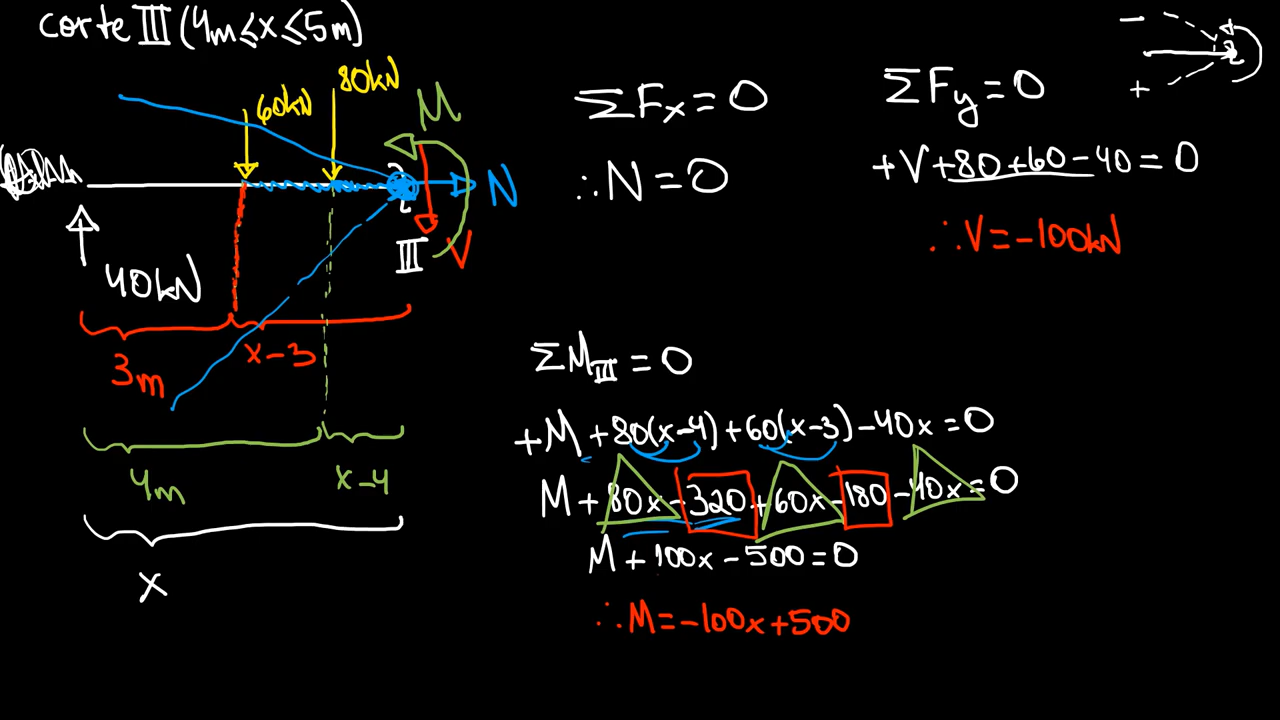 corte III (4m≤x≤5m)
60kN
80kN
M
N
V
III
40kN
3m
x-3
4m
x-4
x
ΣFx=0
∴N=0
ΣFy=0
+V+80+60-40=0
∴V=-100kN
-
+
ΣM_III=0
+M+80(x-4)+60(x-3)-40x=0
M+80x-320+60x-180-40x=0
M+100x-500=0
∴M=-100x+500